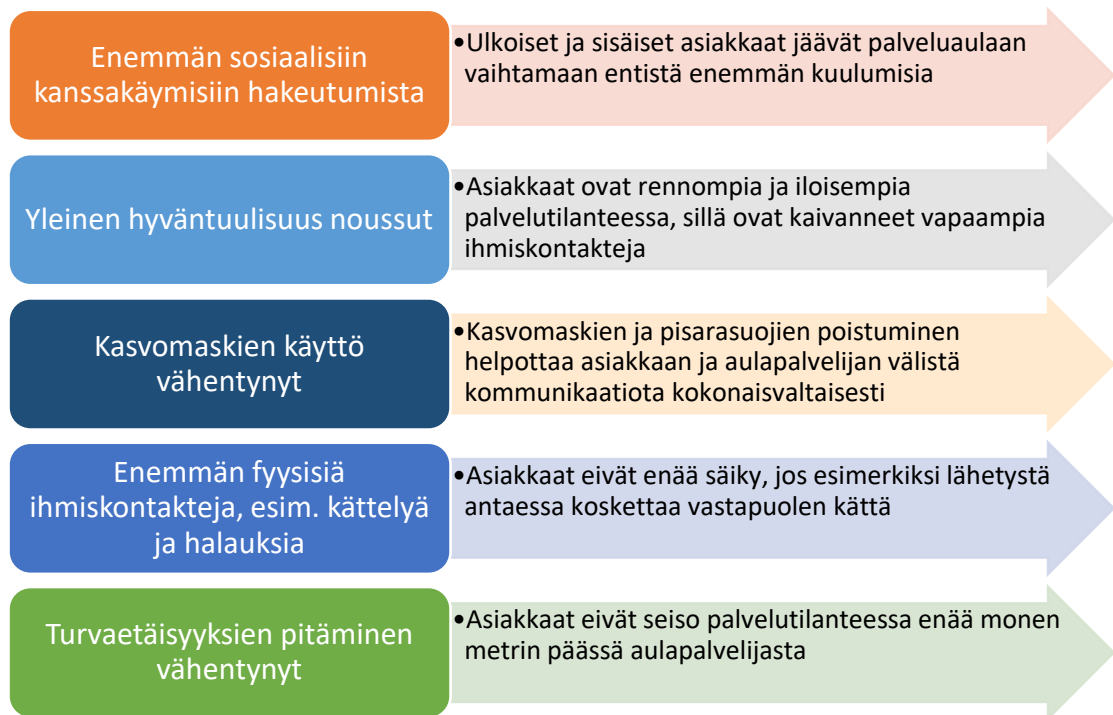 Enemmän sosiaalisiin
kanssakäymisiin hakeutumista
•Ulkoiset ja sisäiset asiakkaat jäävät palveluaulaan
vaihtamaan entistä enemmän kuulumisia
Yleinen hyväntuulisuus noussut
•Asiakkaat ovat rennompia ja iloisempia
palvelutilanteessa, sillä ovat kaivanneet vapaampia
ihmiskontakteja
Kasvomaskien käyttö
vähentynyt
•Kasvomaskien ja pisarasuojien poistuminen
helpottaa asiakkaan ja aulapalvelijan välistä
kommunikaatiota kokonaisvaltaisesti
Enemmän fyysisiä
ihmiskontakteja, esim. kättelyä
ja halauksia
•Asiakkaat eivät enää säiky, jos esimerkiksi lähetystä
antaessa koskettaa vastapuolen kättä
Turvaetäisyyksien pitäminen
vähentynyt
•Asiakkaat eivät seiso palvelutilanteessa enää monen
metrin päässä aulapalvelijasta